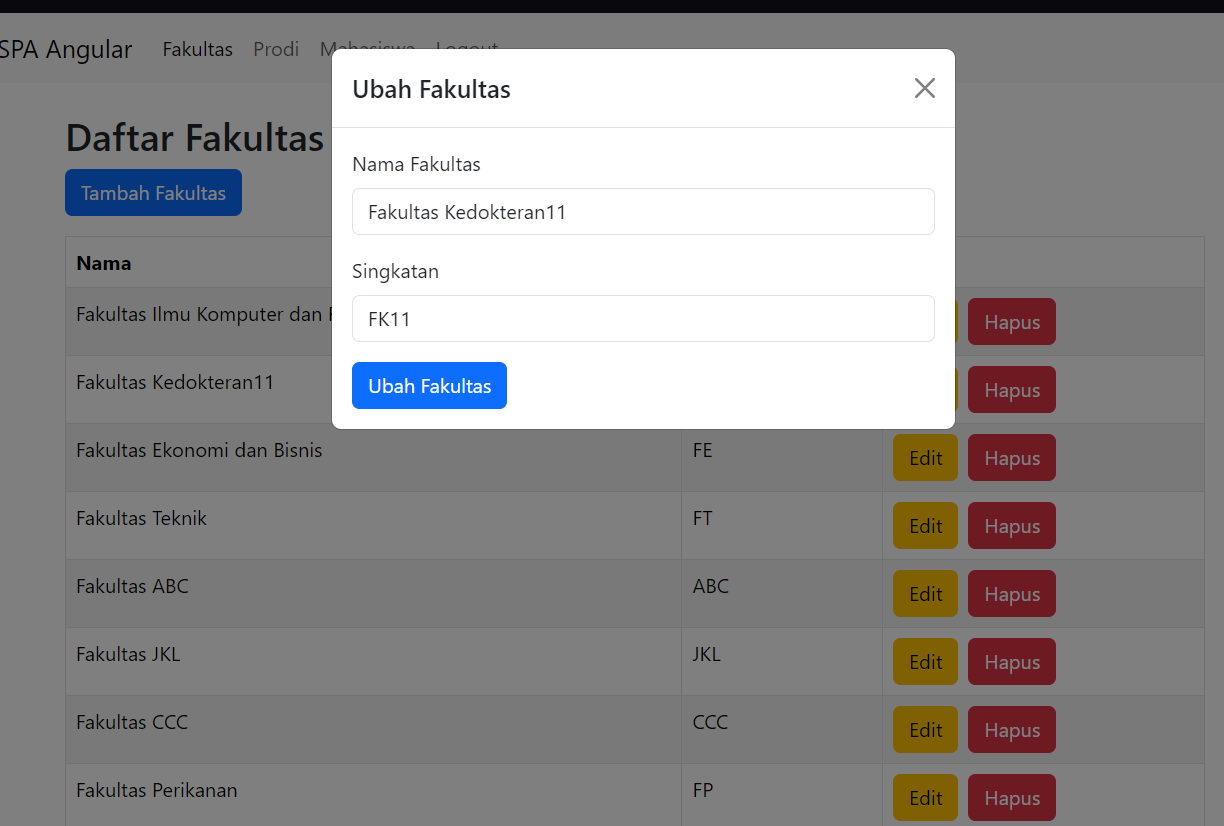 SPA Angular Fakultas Prodi Mahasiswa Logout
Ubah Fakultas
Nama Fakultas
Fakultas Kedokteran11
Singkatan
FK11
Ubah Fakultas
Daftar Fakultas
Tambah Fakultas
Nama
Fakultas Ilmu Komputer dan Hapus
Fakultas Kedokteran11 Hapus
Fakultas Ekonomi dan Bisnis FE Edit Hapus
Fakultas Teknik FT Edit Hapus
Fakultas ABC ABC Edit Hapus
Fakultas JKL JKL Edit Hapus
Fakultas CCC CCC Edit Hapus
Fakultas Perikanan FP Edit Hapus